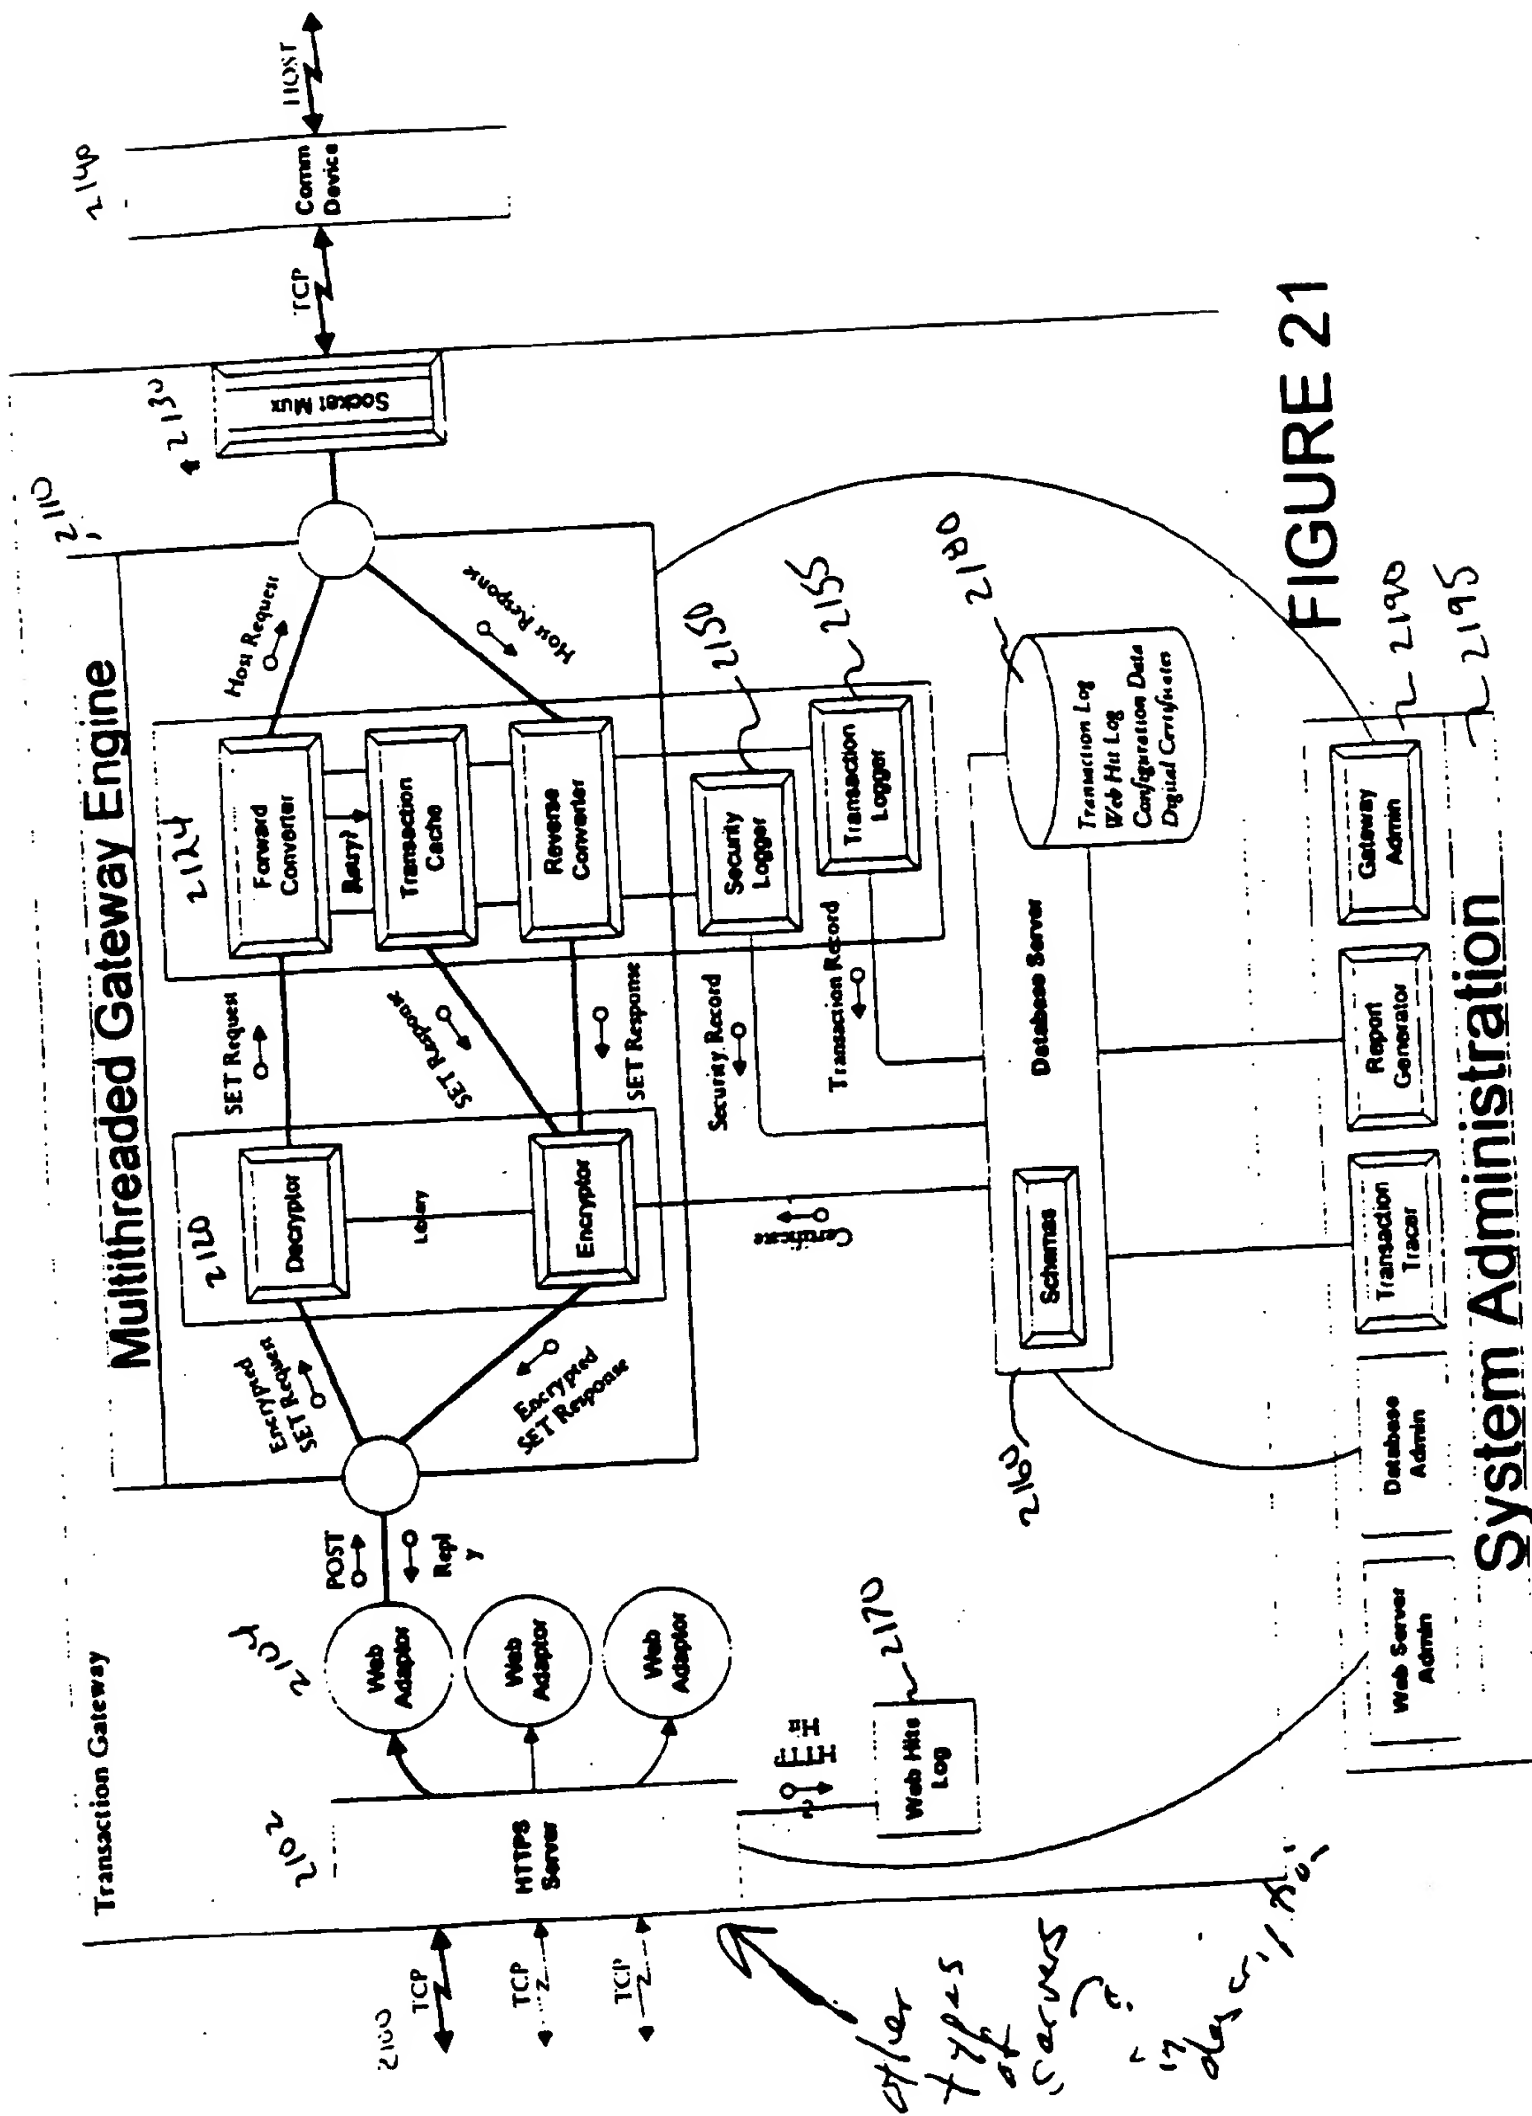 Transaction Gateway
Multithreaded Gateway Engine
2110
2140
2100
TCP
TCP
TCP
2102
HTTPS
Server
2104
Web
Adaptor
Web
Adaptor
Web
Adaptor
POST
Repl
y
Encrypted
SET Request
Encrypted
SET Response
2120
Decryptor
Library
Encryptor
SET Request
SET Response
SET Response
2124
Forward
Converter
Retry?
Transaction
Cache
Reverse
Converter
Host Request
Host Response
2130
Socket Mux
TCP
Comm
Device
HOST
HTTP
Hit
Web Hits
Log
2170
Certificate
Security Record
Transaction Record
Security
Logger
2150
Transaction
Logger
2155
2160
Schemas
Database Server
Transaction Log
Web Hit Log
Configuration Data
Digital Certificates
2180
other
types
of
servers
?
in
Web Server
Admin
Database
Admin
Transaction
Tracer
Report
Generator
Gateway
Admin
2190
2195
System Administration
FIGURE 21